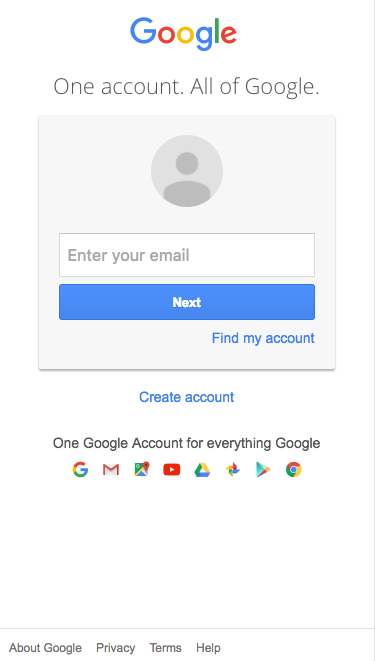 Google
One account. All of Google.
Enter your email
Next
Find my account
Create account
One Google Account for everything Google
About Google Privacy Terms Help